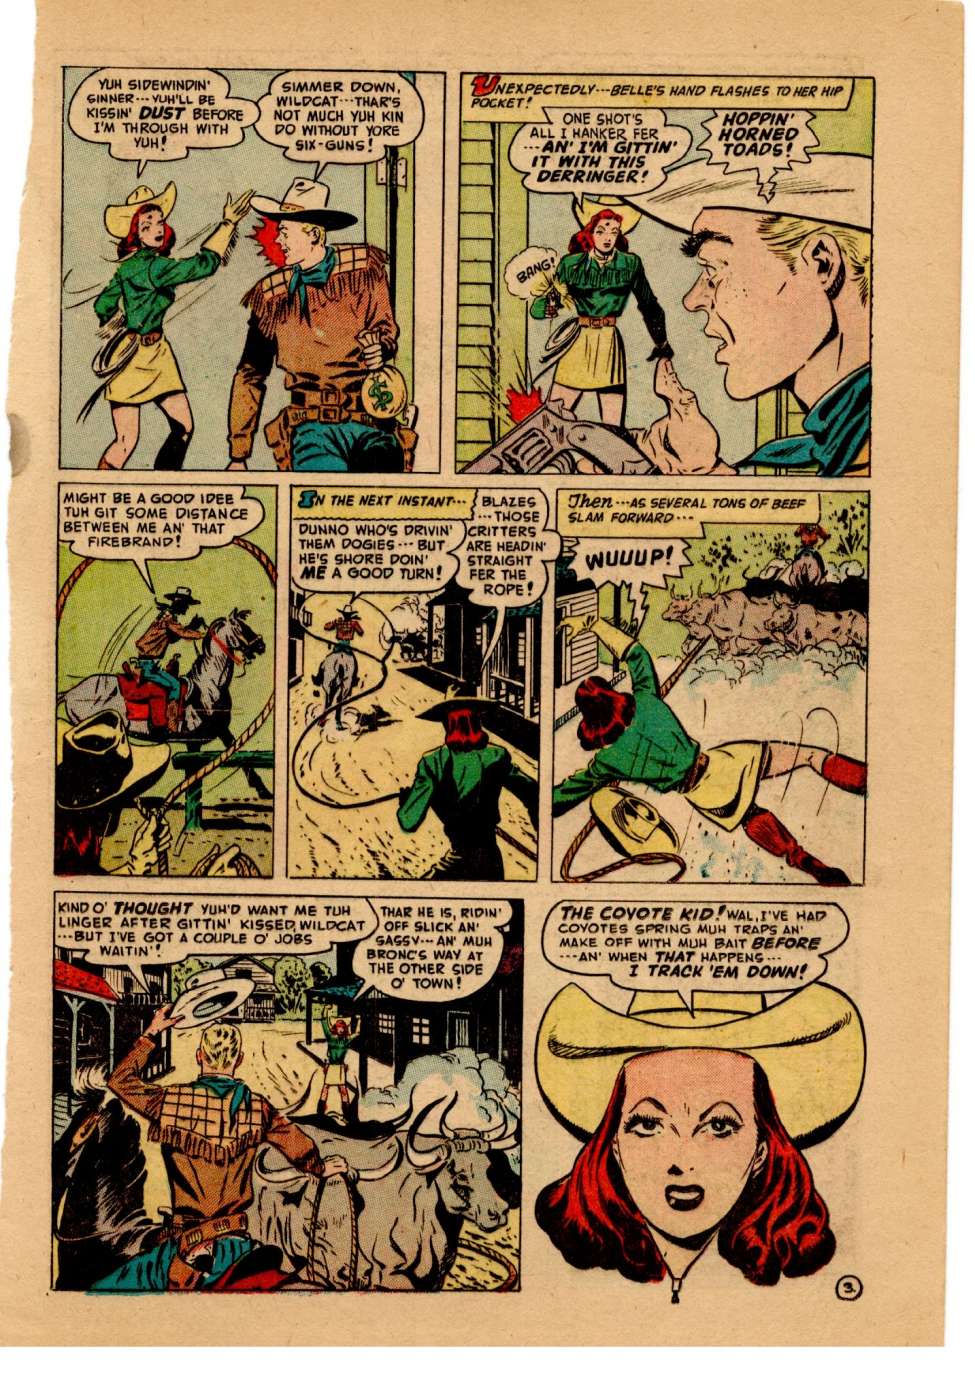 YUH SIDEWINDIN'
SINNER---YUH'LL BE
KISSIN' DUST BEFORE
I'M THROUGH WITH
YUH!
SIMMER DOWN,
WILDCAT---THAR'S
NOT MUCH YUH KIN
DO WITHOUT YORE
SIX-GUNS!
$
UNEXPECTEDLY---BELLE'S HAND FLASHES TO HER HIP
POCKET!
ONE SHOT'S
ALL I HANKER FER
---AN' I'M GITTIN'
IT WITH THIS
DERRINGER!
HOPPIN'
HORNED
TOADS!
BANG!
MIGHT BE A GOOD IDEE
TUH GIT SOME DISTANCE
BETWEEN ME AN' THAT
FIREBRAND!
IN THE NEXT INSTANT---
DUNNO WHO'S DRIVIN'
THEM DOGIES---BUT
HE'S SHORE DOIN'
ME A GOOD TURN!
BLAZES
---THOSE
CRITTERS
ARE HEADIN'
STRAIGHT
FER THE
ROPE!
Then---AS SEVERAL TONS OF BEEF
SLAM FORWARD---
WUUUP!
KIND O' THOUGHT YUH'D WANT ME TUH
LINGER AFTER GITTIN' KISSED, WILDCAT
---BUT I'VE GOT A COUPLE O' JOBS
WAITIN'!
THAR HE IS, RIDIN'
OFF SLICK AN'
SASSY---AN' MUH
BRONC'S WAY AT
THE OTHER SIDE
O' TOWN!
THE COYOTE KID! WAL, I'VE HAD
COYOTES SPRING MUH TRAPS AN'
MAKE OFF WITH MUH BAIT BEFORE
---AN' WHEN THAT HAPPENS---
I TRACK 'EM DOWN!
3